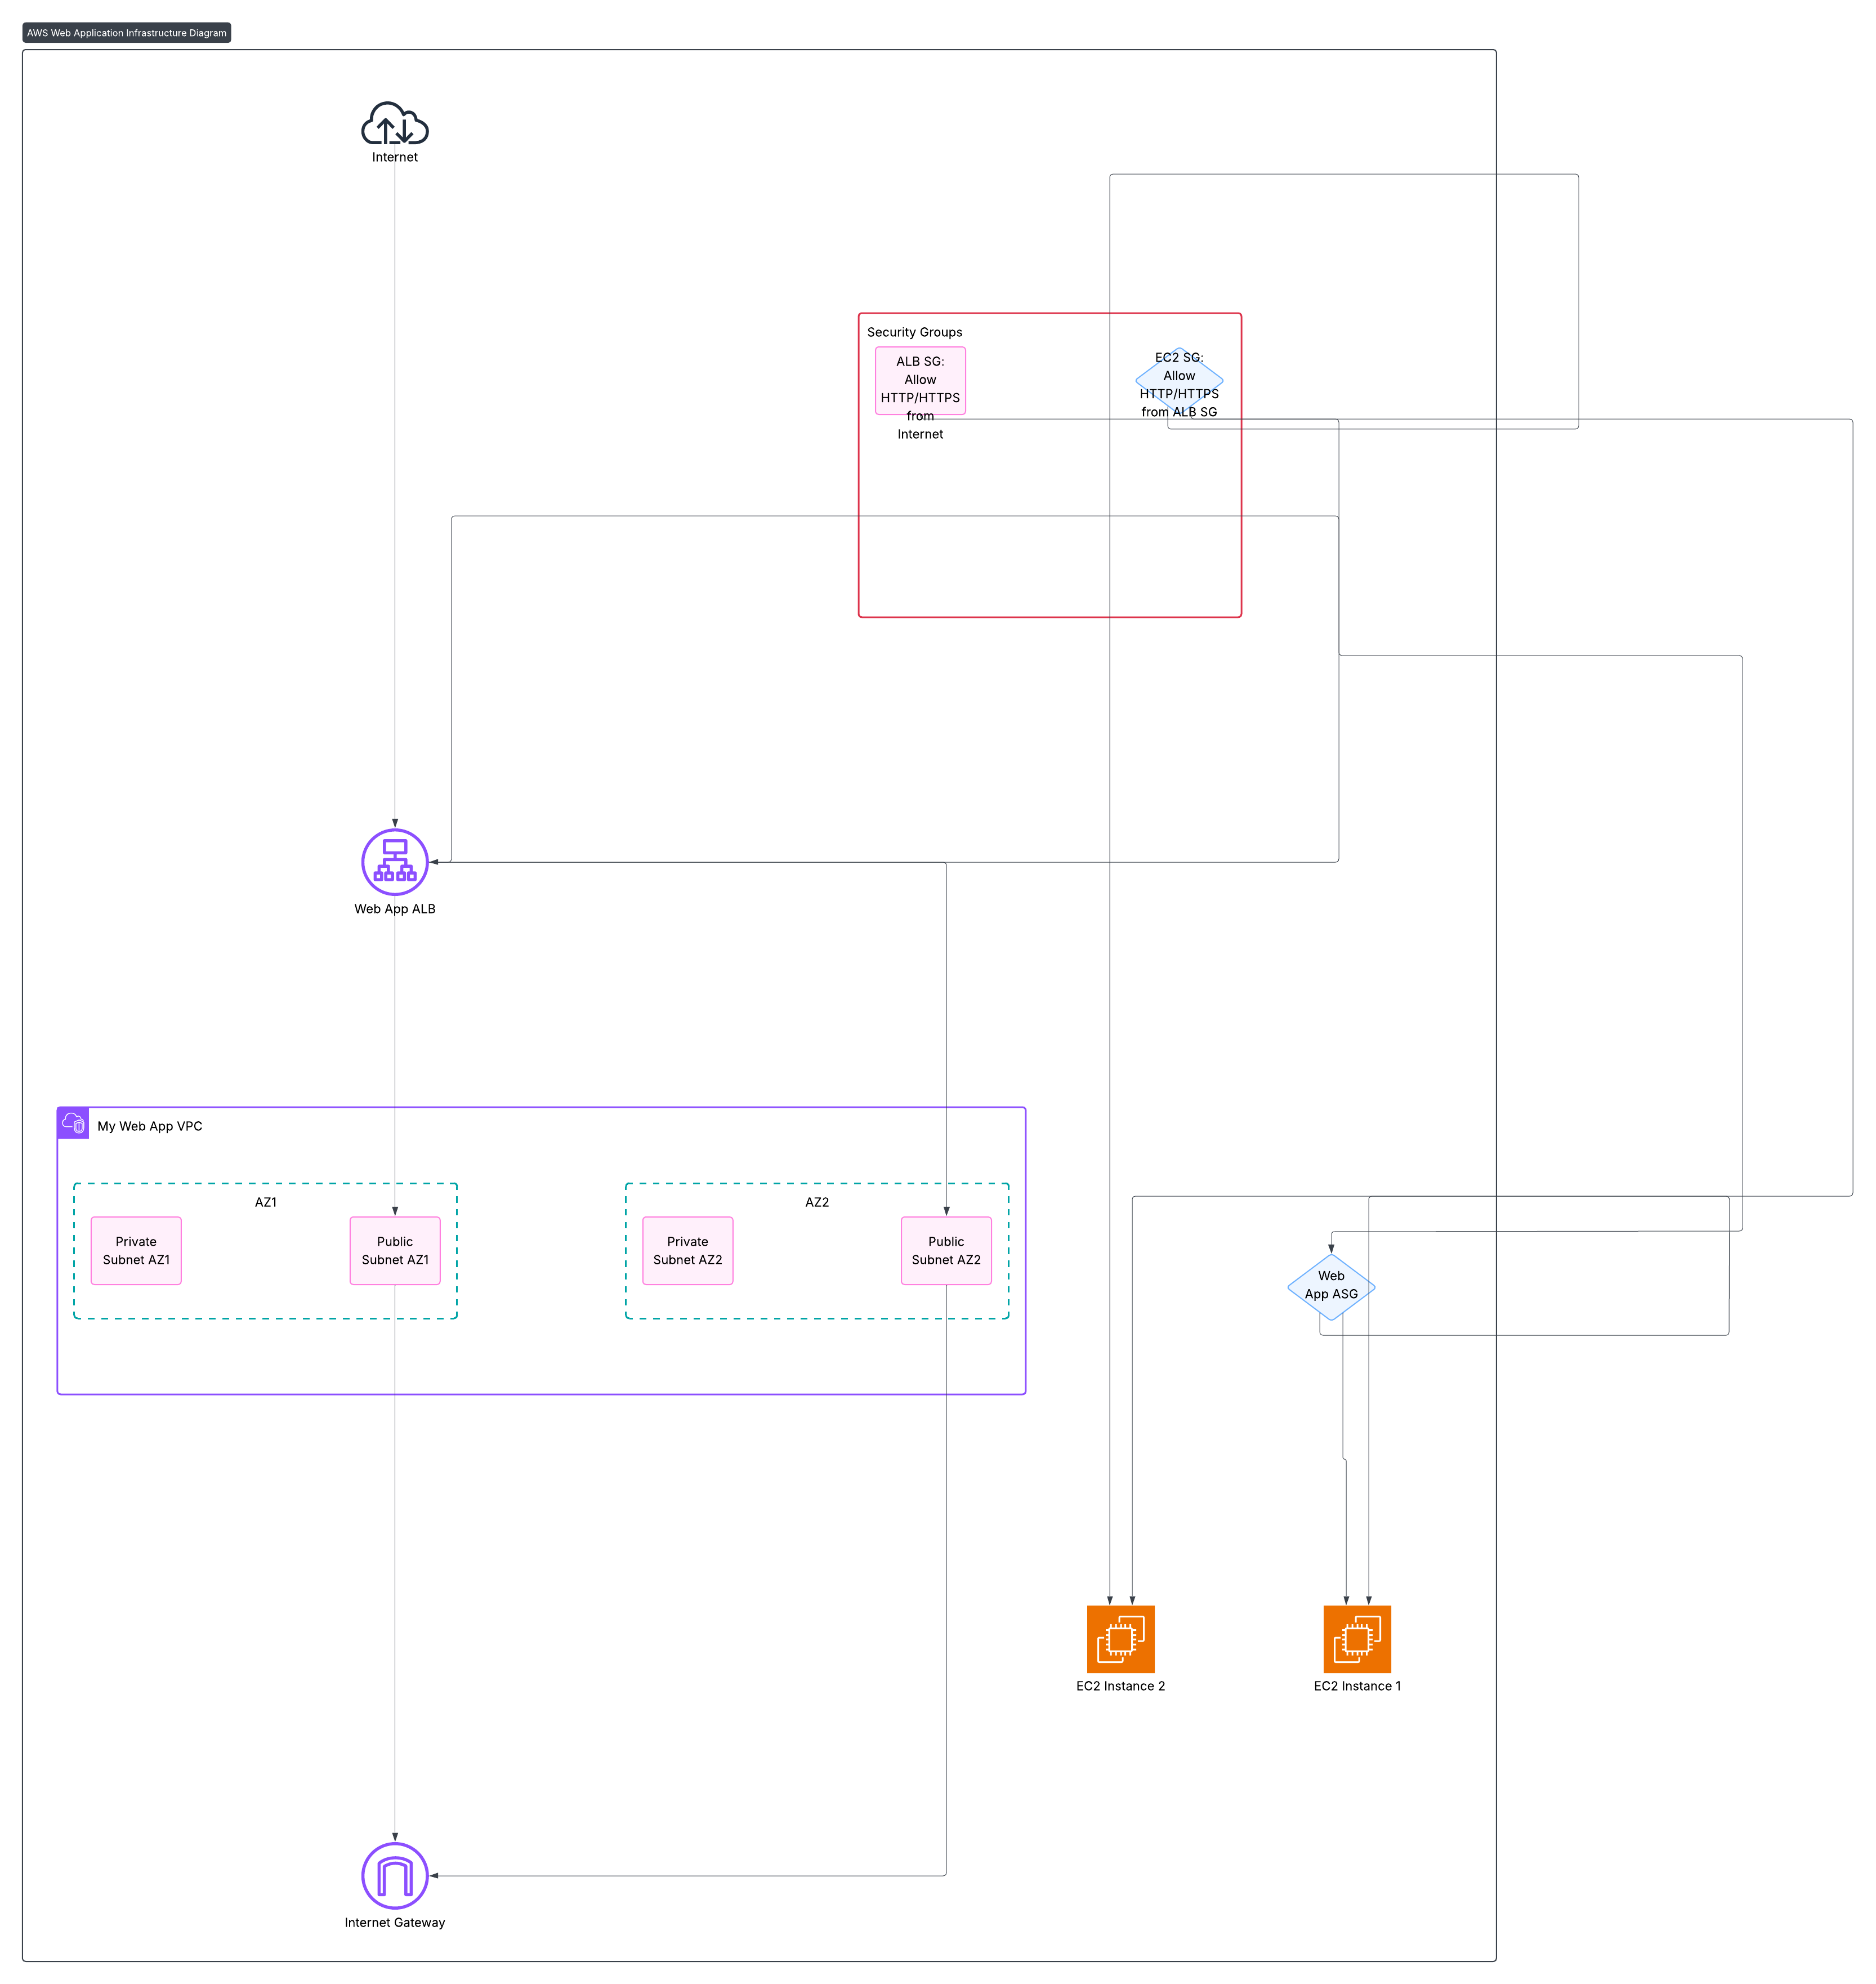 AWS Web Application Infrastructure Diagram
Internet
Security Groups
ALB SG:
Allow
HTTP/HTTPS
from
Internet
EC2 SG:
Allow
HTTP/HTTPS
from ALB SG
Web App ALB
My Web App VPC
AZ1
Private
Subnet AZ1
Public
Subnet AZ1
AZ2
Private
Subnet AZ2
Public
Subnet AZ2
Web
App ASG
EC2 Instance 2
EC2 Instance 1
Internet Gateway